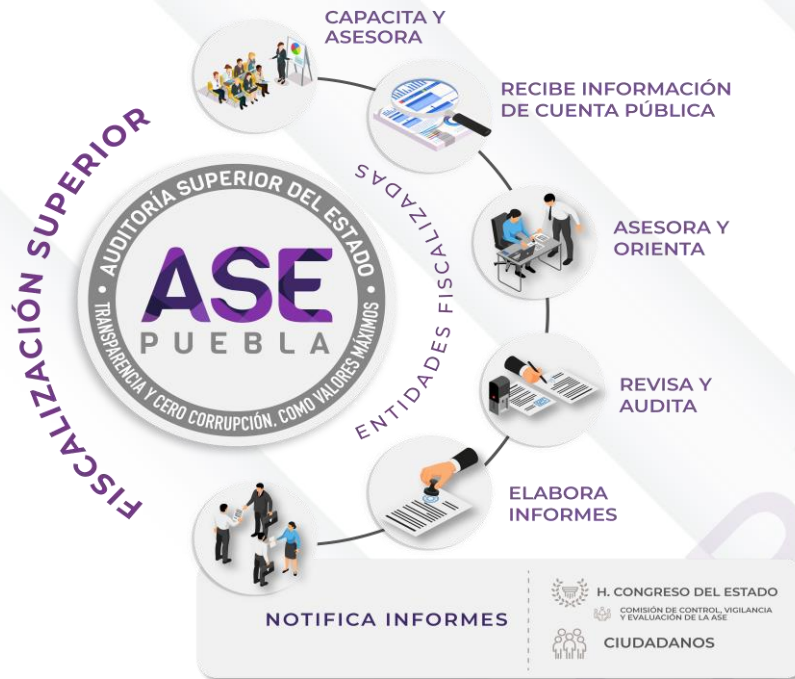 CAPACITA Y
ASESORA
RECIBE INFORMACIÓN
DE CUENTA PÚBLICA
FISCALIZACIÓN SUPERIOR
AUDITORÍA SUPERIOR DEL ESTADO
ASE
PUEBLA
TRANSPARENCIA Y CERO CORRUPCIÓN, COMO VALORES MÁXIMOS
ENTIDADES FISCALIZADAS
ASESORA Y
ORIENTA
REVISA Y
AUDITA
ELABORA
INFORMES
NOTIFICA INFORMES
H. CONGRESO DEL ESTADO
COMISIÓN DE CONTROL, VIGILANCIA
Y EVALUACIÓN DE LA ASE
CIUDADANOS